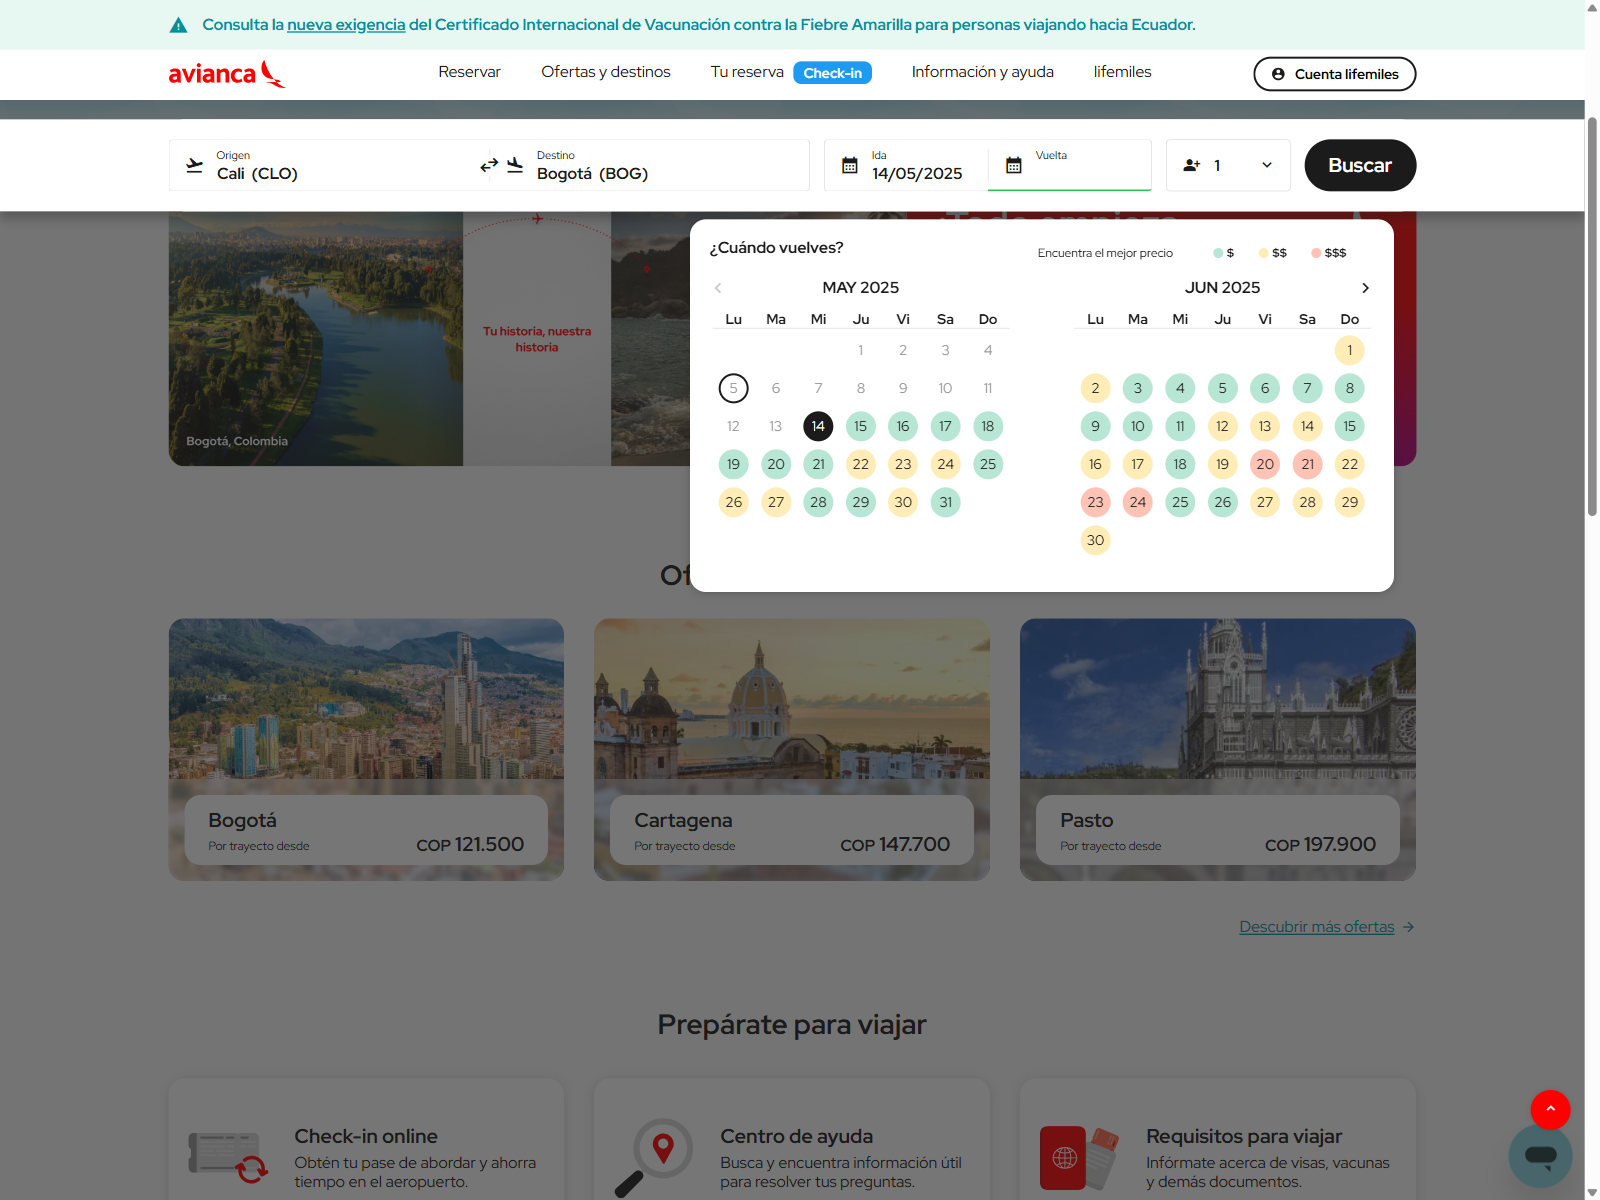 Consulta la nueva exigencia del Certificado Internacional de Vacunación contra la Fiebre Amarilla para personas viajando hacia Ecuador.
avianca
Reservar
Ofertas y destinos
Tu reserva
Check-in
Información y ayuda
lifemiles
Cuenta lifemiles
Origen
Cali (CLO)
Destino
Bogotá (BOG)
Ida
14/05/2025
Vuelta
1
Buscar
¡Todo empieza
Tu historia, nuestra
historia
Bogotá, Colombia
¿Cuándo vuelves?
Encuentra el mejor precio
$
$$
$$$
MAY 2025
Lu Ma Mi Ju Vi Sa Do
1 2 3 4
5 6 7 8 9 10 11
12 13 14 15 16 17 18
19 20 21 22 23 24 25
26 27 28 29 30 31
JUN 2025
Lu Ma Mi Ju Vi Sa Do
1
2 3 4 5 6 7 8
9 10 11 12 13 14 15
16 17 18 19 20 21 22
23 24 25 26 27 28 29
30
Of
Bogotá
Por trayecto desde
COP 121.500
Cartagena
Por trayecto desde
COP 147.700
Pasto
Por trayecto desde
COP 197.900
Descubrir más ofertas
Prepárate para viajar
Check-in online
Obtén tu pase de abordar y ahorra
tiempo en el aeropuerto.
Centro de ayuda
Busca y encuentra información útil
para resolver tus preguntas.
Requisitos para viajar
Infórmate acerca de visas, vacunas
y demás documentos.